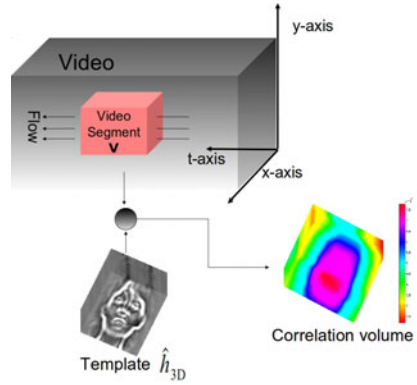 y-axis
Video
Flow
Video
Segment
v
t-axis
x-axis
Template ĥ3D
Correlation volume